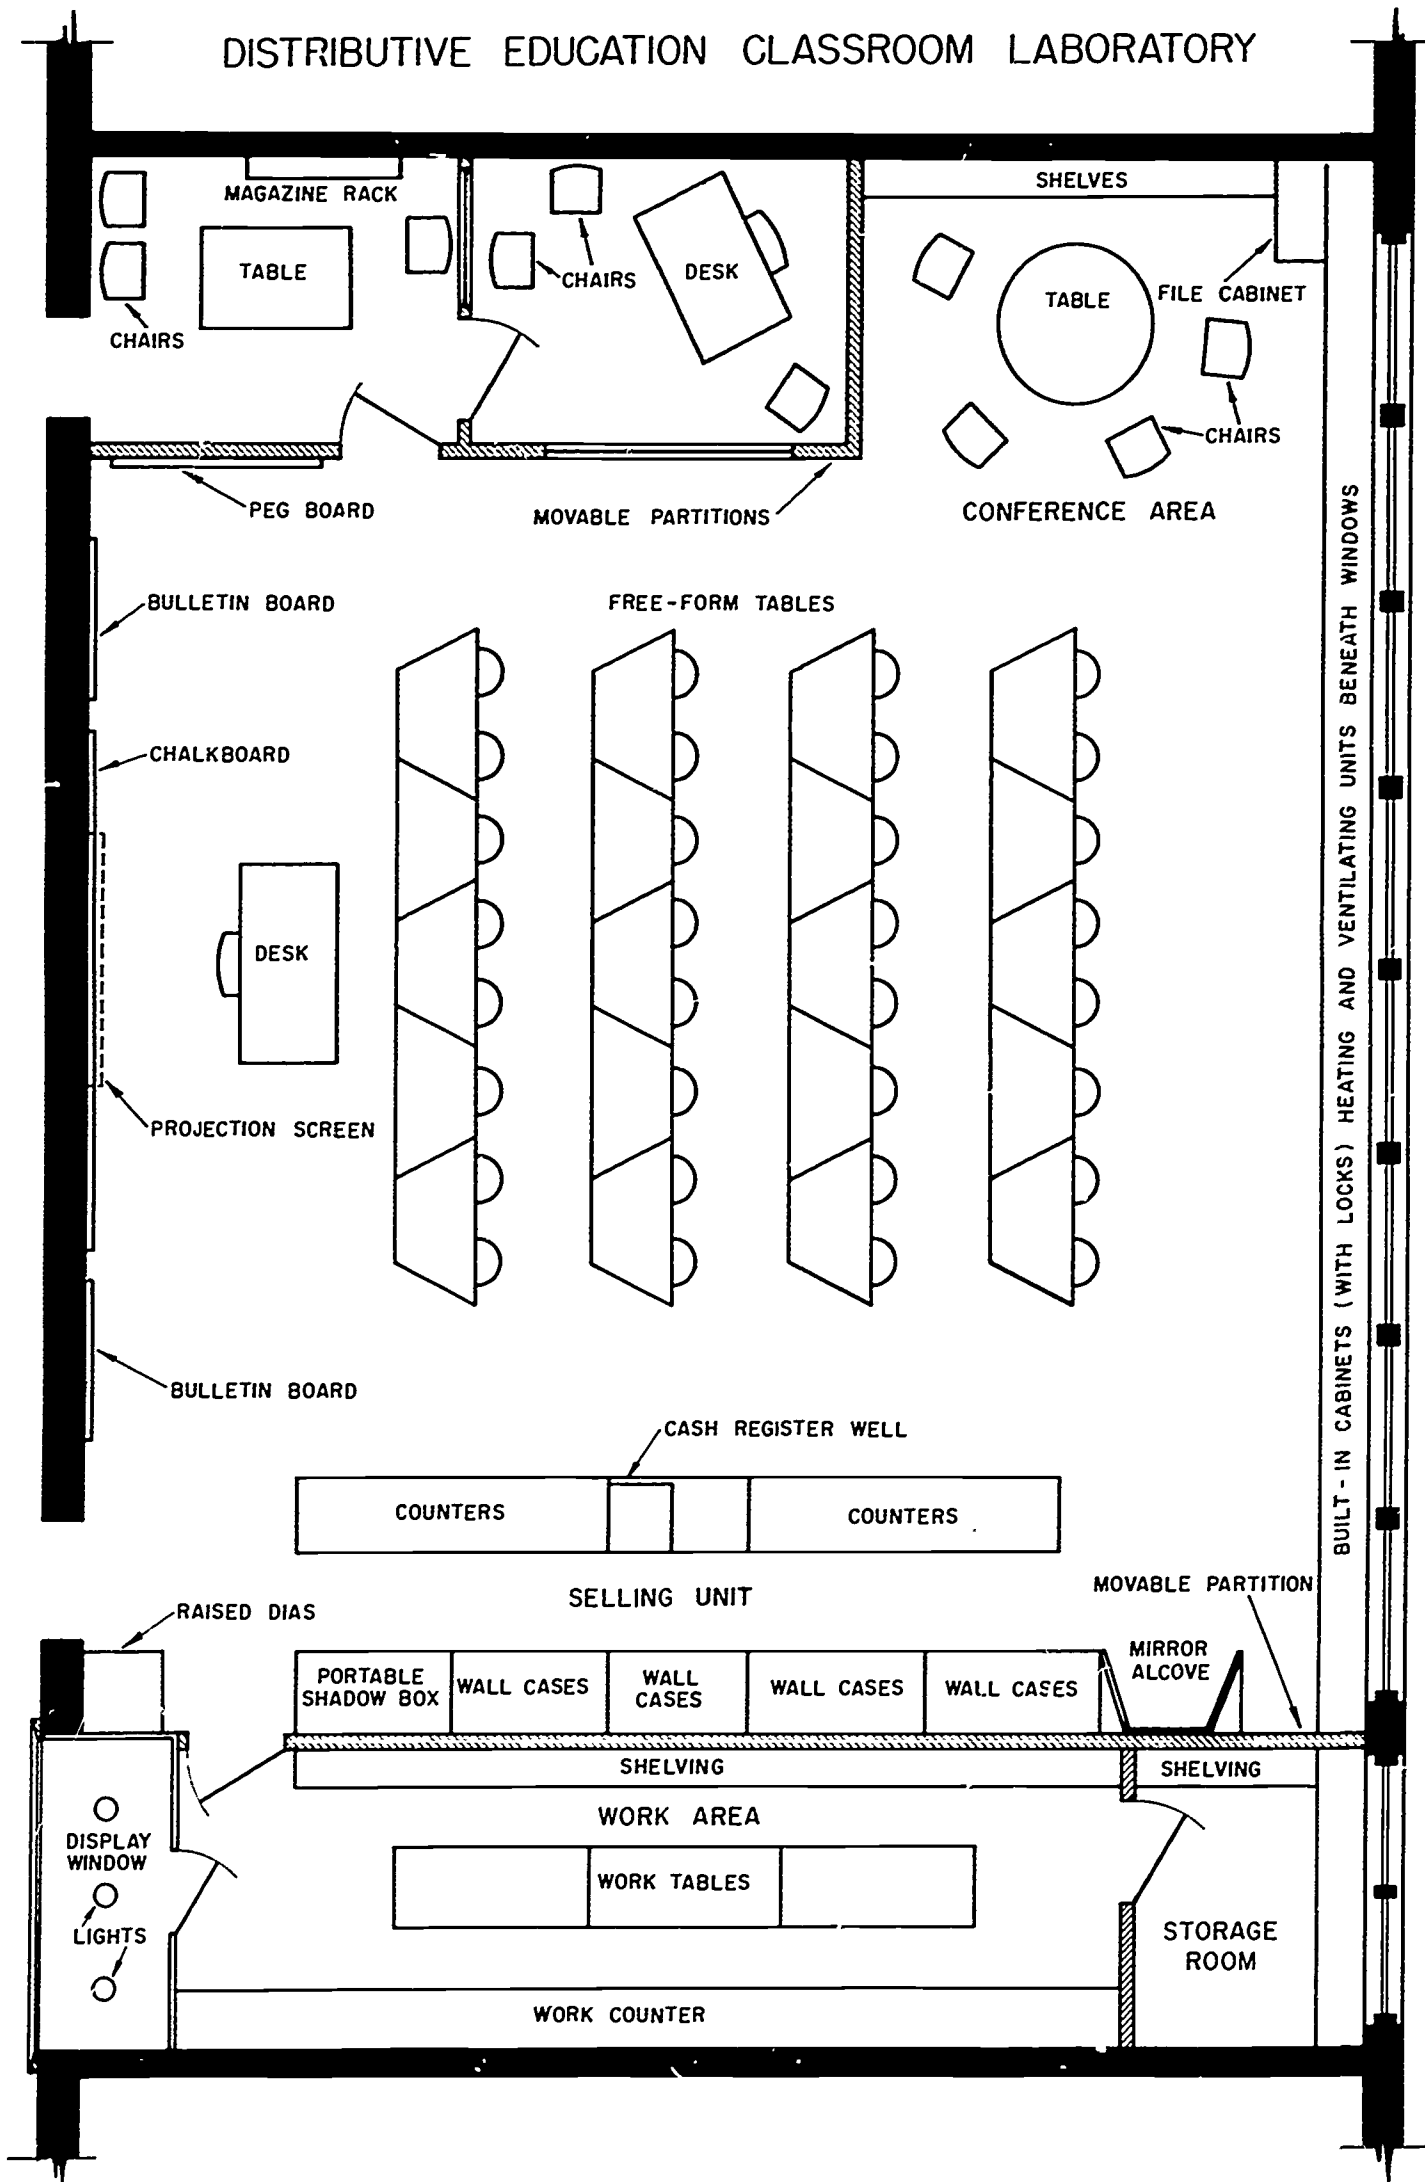 DISTRIBUTIVE EDUCATION CLASSROOM LABORATORY
MAGAZINE RACK
TABLE
CHAIRS
CHAIRS
DESK
SHELVES
TABLE
FILE CABINET
CHAIRS
PEG BOARD
MOVABLE PARTITIONS
CONFERENCE AREA
BULLETIN BOARD
FREE-FORM TABLES
CHALKBOARD
DESK
PROJECTION SCREEN
BULLETIN BOARD
BUILT-IN CABINETS (WITH LOCKS) HEATING AND VENTILATING UNITS BENEATH WINDOWS
CASH REGISTER WELL
COUNTERS
COUNTERS
SELLING UNIT
MOVABLE PARTITION
RAISED DIAS
PORTABLE
SHADOW BOX
WALL CASES
WALL
CASES
WALL CASES
WALL CASES
MIRROR
ALCOVE
SHELVING
SHELVING
WORK AREA
DISPLAY
WINDOW
WORK TABLES
LIGHTS
STORAGE
ROOM
WORK COUNTER